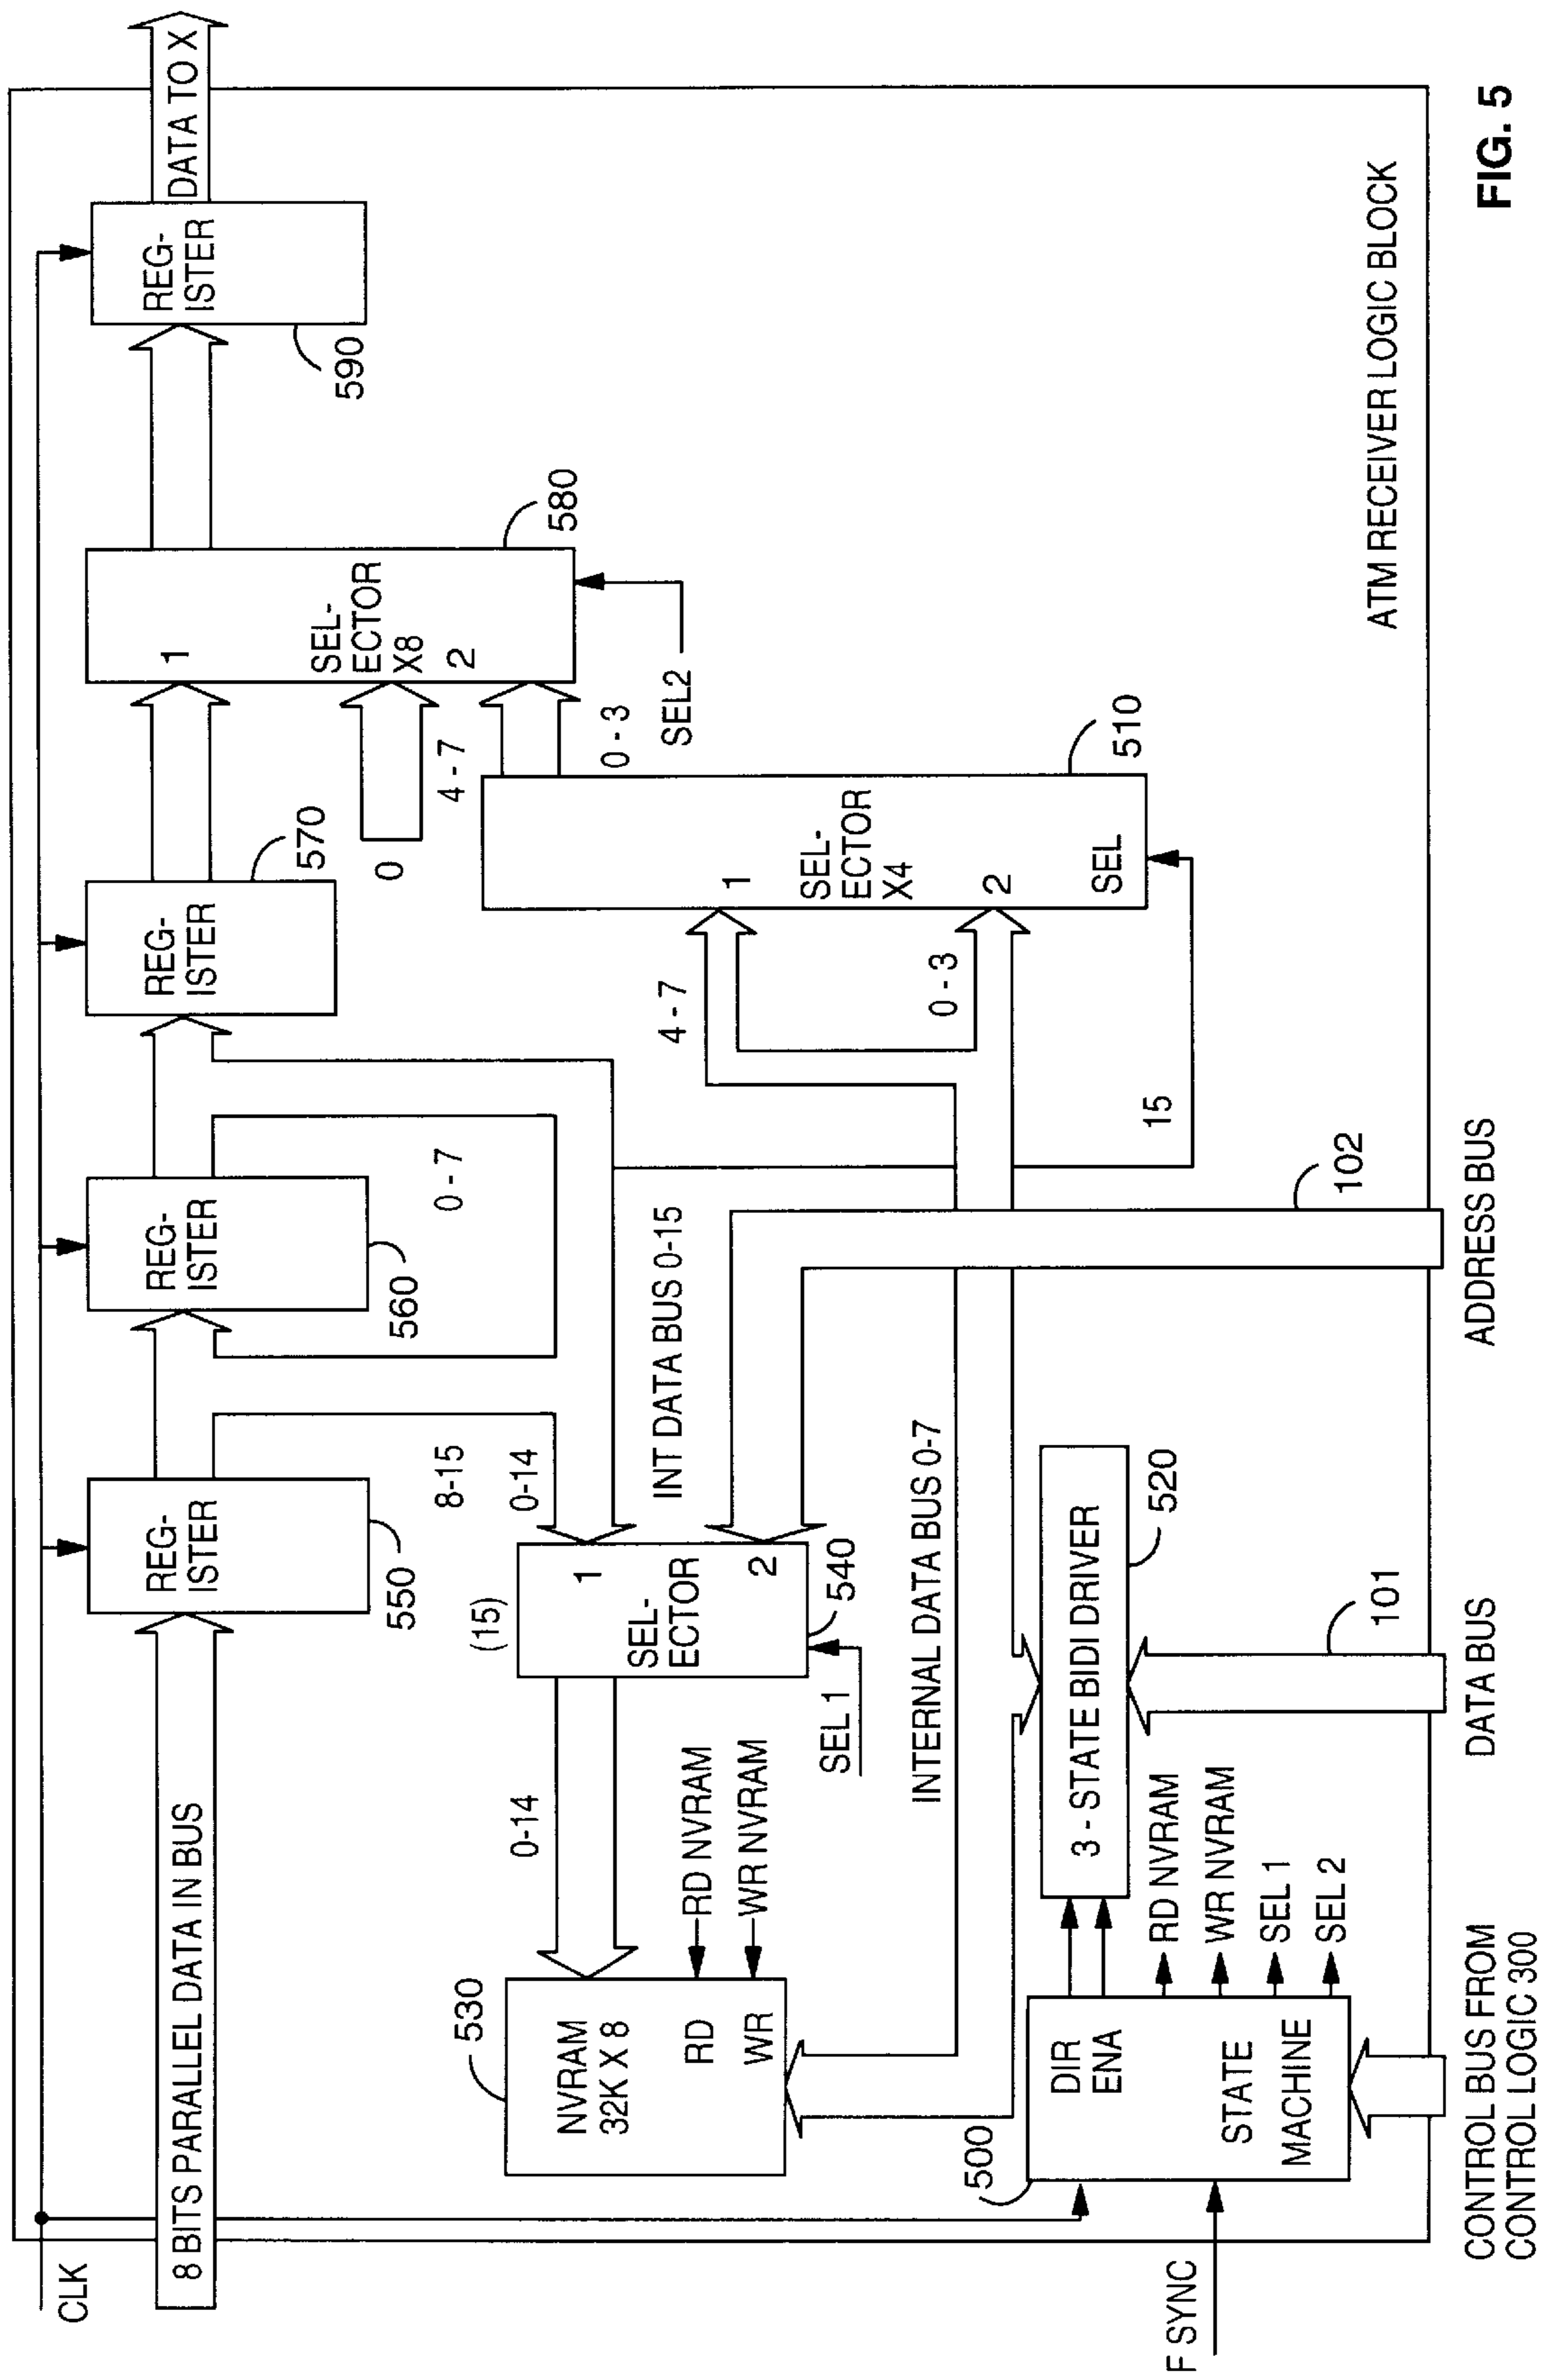 CLK
8 BITS PARALLEL DATA IN BUS
REG-
ISTER
550
REG-
ISTER
560
REG-
ISTER
570
1
SEL-
ECTOR
X8
2
580
REG-
ISTER
590
DATA TO X
8-15
0-14
0 - 7
0
4 - 7
0 - 3
SEL2
530
NVRAM
32K X 8
RD
WR
0-14
RD NVRAM
WR NVRAM
(15)
1
SEL-
ECTOR
2
540
SEL 1
INT DATA BUS 0-15
INTERNAL DATA BUS 0-7
4 - 7
0 - 3
1
SEL-
ECTOR
X4
2
SEL
510
15
500
DIR
ENA
STATE
MACHINE
F SYNC
3 - STATE BIDI DRIVER
520
RD NVRAM
WR NVRAM
SEL 1
SEL 2
101
102
ATM RECEIVER LOGIC BLOCK
CONTROL BUS FROM
CONTROL LOGIC 300
DATA BUS
ADDRESS BUS
FIG. 5